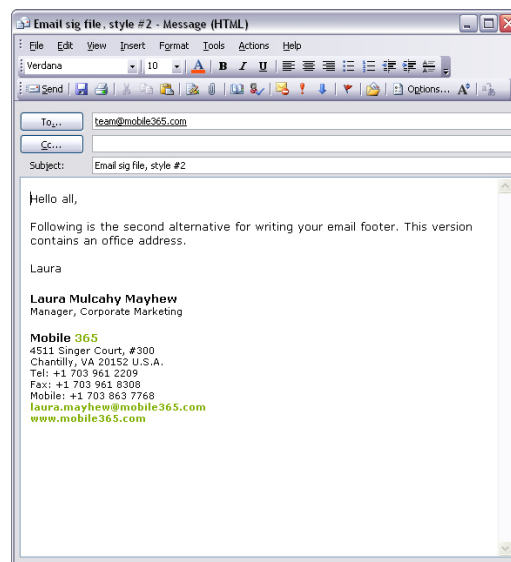 Email sig file, style #2 - Message (HTML)
File Edit View Insert Format Tools Actions Help
Verdana 10 A B I U
Send Options...
To... team@mobile365.com
Cc...
Subject: Email sig file, style #2
Hello all,
Following is the second alternative for writing your email footer. This version
contains an office address.
Laura
Laura Mulcahy Mayhew
Manager, Corporate Marketing
Mobile 365
4511 Singer Court, #300
Chantilly, VA 20152 U.S.A.
Tel: +1 703 961 2209
Fax: +1 703 961 8308
Mobile: +1 703 863 7768
laura.mayhew@mobile365.com
www.mobile365.com